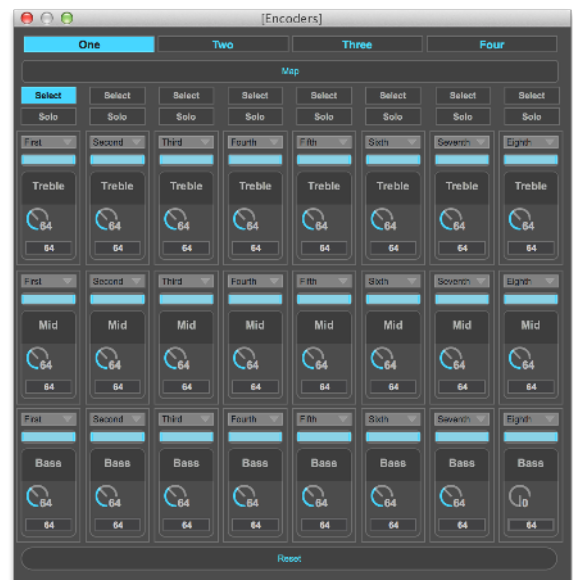 [Encoders]
One Two Three Four
Map
Select Select Select Select Select Select Select Select
Solo Solo Solo Solo Solo Solo Solo Solo
First Second Third Fourth Fifth Sixth Seventh Eighth
Treble Treble Treble Treble Treble Treble Treble Treble
64 64 64 64 64 64 64 64
64 64 64 64 64 64 64 64
First Second Third Fourth Fifth Sixth Seventh Eighth
Mid Mid Mid Mid Mid Mid Mid Mid
64 64 64 64 64 64 64 64
64 64 64 64 64 64 64 64
First Second Third Fourth Fifth Sixth Seventh Eighth
Bass Bass Bass Bass Bass Bass Bass Bass
64 64 64 64 64 64 64 0
64 64 64 64 64 64 64 64
Reset